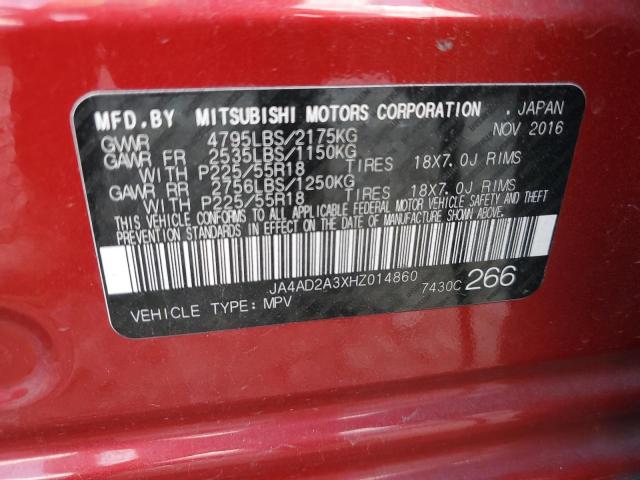 MFD.BY MITSUBISHI MOTORS CORPORATION . JAPAN
GVWR 4795LBS/2175KG NOV 2016
GAWR FR 2535LBS/1150KG
WITH P225/55R18 TIRES 18X7.0J RIMS
GAWR RR 2756LBS/1250KG
WITH P225/55R18 TIRES 18X7.0J RIMS
THIS VEHICLE CONFORMS TO ALL APPLICABLE FEDERAL MOTOR VEHICLE SAFETY AND THEFT
PREVENTION STANDARDS IN EFFECT ON THE DATE OF MANUFACTURE SHOWN ABOVE.
JA4AD2A3XHZ014860 7430C 266
VEHICLE TYPE: MPV